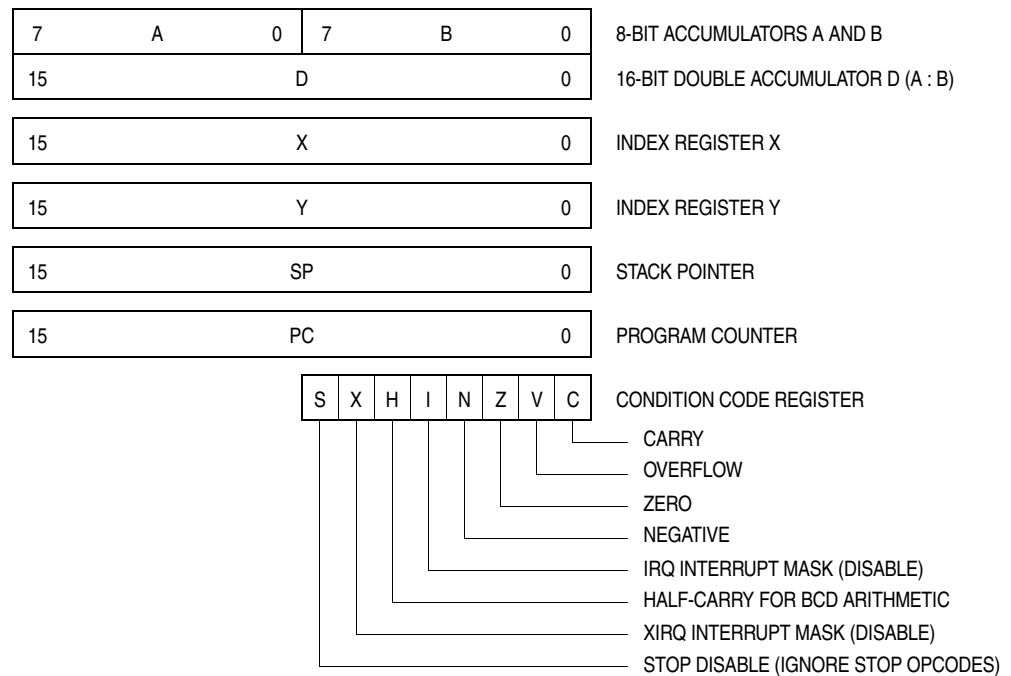 7 A 0 7 B 0 8-BIT ACCUMULATORS A AND B
15 D 0 16-BIT DOUBLE ACCUMULATOR D (A : B)
15 X 0 INDEX REGISTER X
15 Y 0 INDEX REGISTER Y
15 SP 0 STACK POINTER
15 PC 0 PROGRAM COUNTER
S X H I N Z V C CONDITION CODE REGISTER
CARRY
OVERFLOW
ZERO
NEGATIVE
IRQ INTERRUPT MASK (DISABLE)
HALF-CARRY FOR BCD ARITHMETIC
XIRQ INTERRUPT MASK (DISABLE)
STOP DISABLE (IGNORE STOP OPCODES)